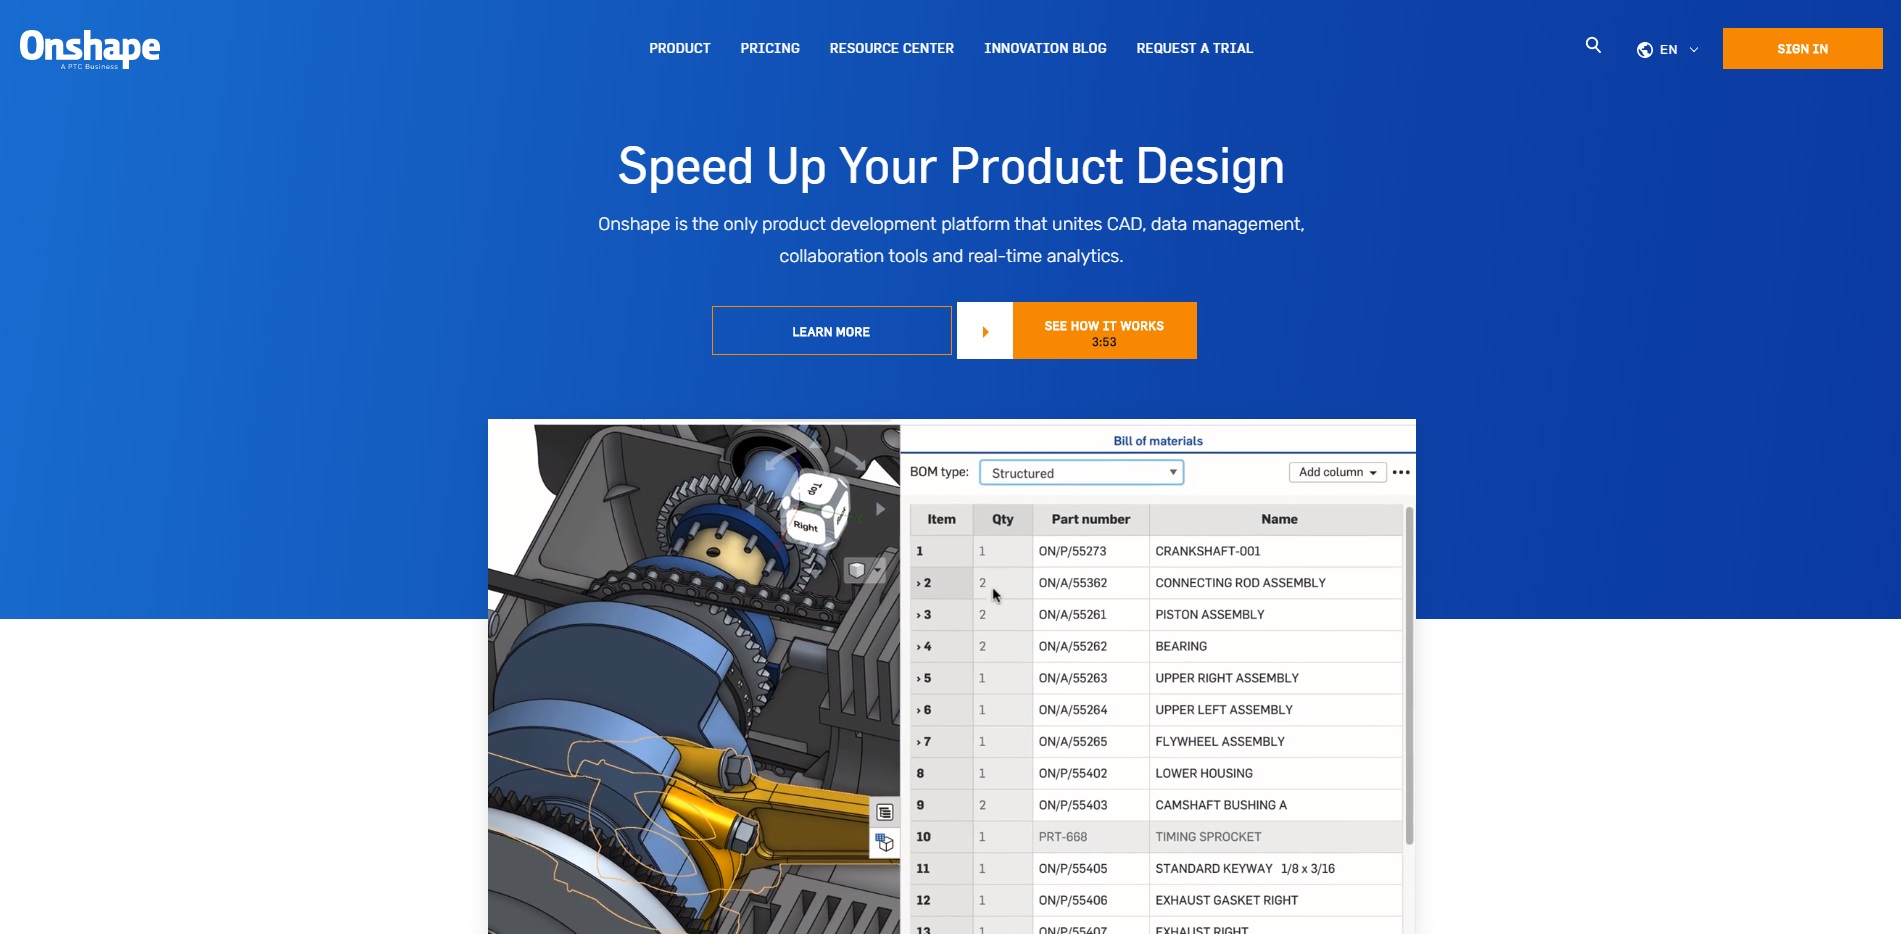 Onshape
A PTC Business
PRODUCT PRICING RESOURCE CENTER INNOVATION BLOG REQUEST A TRIAL
EN
SIGN IN
Speed Up Your Product Design
Onshape is the only product development platform that unites CAD, data management,
collaboration tools and real-time analytics.
LEARN MORE
SEE HOW IT WORKS
3:53
Top
Right
Bill of materials
BOM type: Structured Add column
Item Qty Part number Name
1 1 ON/P/55273 CRANKSHAFT-001
› 2 2 ON/A/55362 CONNECTING ROD ASSEMBLY
› 3 2 ON/A/55261 PISTON ASSEMBLY
› 4 2 ON/A/55262 BEARING
› 5 1 ON/A/55263 UPPER RIGHT ASSEMBLY
› 6 1 ON/A/55264 UPPER LEFT ASSEMBLY
› 7 1 ON/A/55265 FLYWHEEL ASSEMBLY
8 1 ON/P/55402 LOWER HOUSING
9 2 ON/P/55403 CAMSHAFT BUSHING A
10 1 PRT-668 TIMING SPROCKET
11 1 ON/P/55405 STANDARD KEYWAY 1/8 x 3/16
12 1 ON/P/55406 EXHAUST GASKET RIGHT
13 1 ON/P/55407 EXHAUST RIGHT